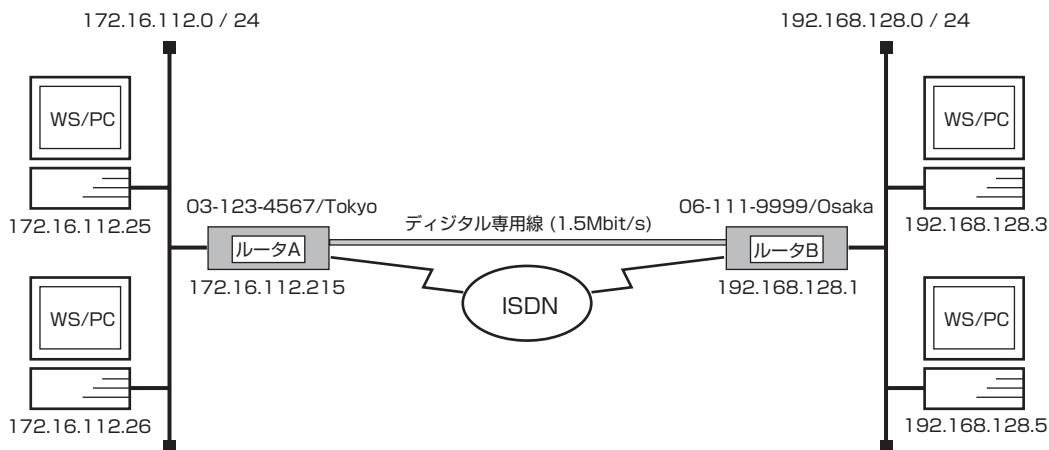 172.16.112.0 / 24
192.168.128.0 / 24
WS/PC
WS/PC
172.16.112.25
192.168.128.3
03-123-4567/Tokyo
ディジタル専用線 (1.5Mbit/s)
06-111-9999/Osaka
ルータA
ルータB
172.16.112.215
192.168.128.1
ISDN
WS/PC
WS/PC
172.16.112.26
192.168.128.5